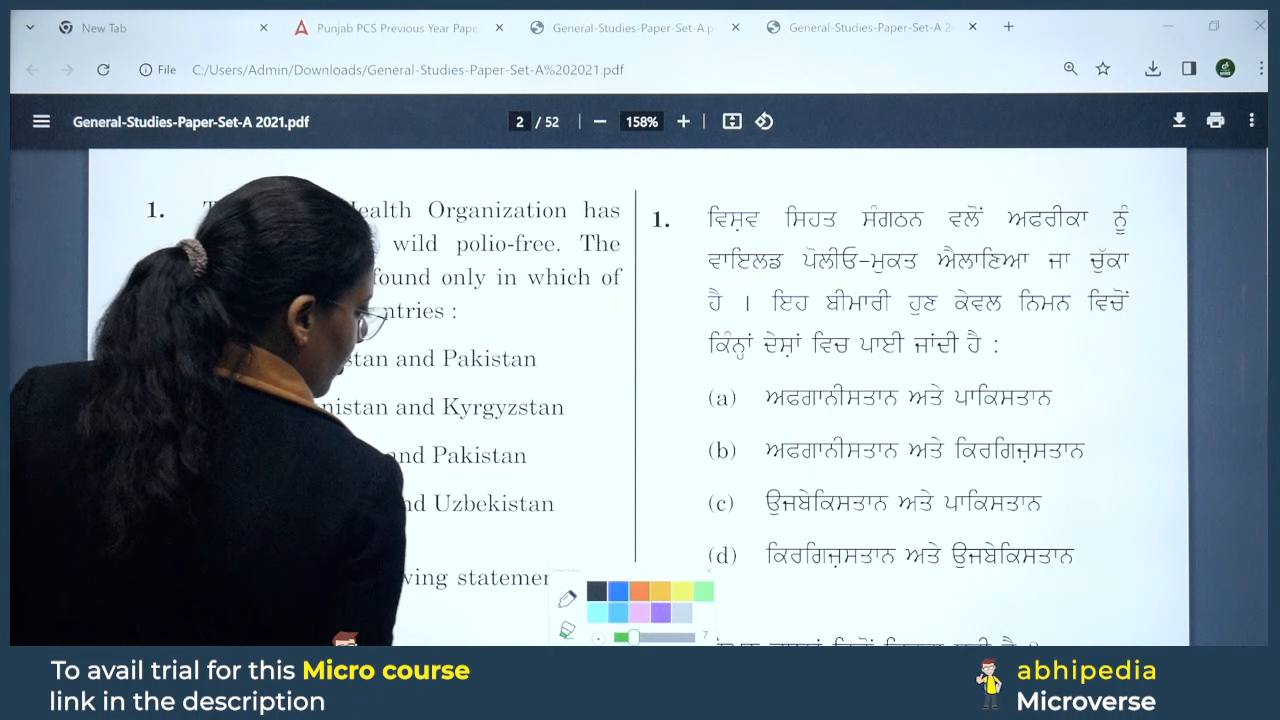 New Tab
Punjab PCS Previous Year Pape
General-Studies-Paper-Set-A p
General-Studies-Paper-Set-A 2
File C:/Users/Admin/Downloads/General-Studies-Paper-Set-A%202021.pdf
General-Studies-Paper-Set-A 2021.pdf
2 / 52
158%
1.
Health Organization has
wild polio-free. The
found only in which of
ntries :
stan and Pakistan
nistan and Kyrgyzstan
and Pakistan
nd Uzbekistan
wing statemen
1. ਵਿਸ਼ਵ ਸਿਹਤ ਸੰਗਠਨ ਵਲੋਂ ਅਫਰੀਕਾ ਨੂੰ
ਵਾਇਲਡ ਪੋਲੀਓ-ਮੁਕਤ ਐਲਾਣਿਆ ਜਾ ਚੁੱਕਾ
ਹੈ । ਇਹ ਬੀਮਾਰੀ ਹੁਣ ਕੇਵਲ ਨਿਮਨ ਵਿਚੋਂ
ਕਿੰਨ੍ਹਾਂ ਦੇਸ਼ਾਂ ਵਿਚ ਪਾਈ ਜਾਂਦੀ ਹੈ :
(a) ਅਫਗਾਨੀਸਤਾਨ ਅਤੇ ਪਾਕਿਸਤਾਨ
(b) ਅਫਗਾਨੀਸਤਾਨ ਅਤੇ ਕਿਰਗਿਜ਼ਸਤਾਨ
(c) ਉਜਬੇਕਿਸਤਾਨ ਅਤੇ ਪਾਕਿਸਤਾਨ
(d) ਕਿਰਗਿਜ਼ਸਤਾਨ ਅਤੇ ਉਜਬੇਕਿਸਤਾਨ
7
To avail trial for this Micro course
link in the description
abhipedia
Microverse